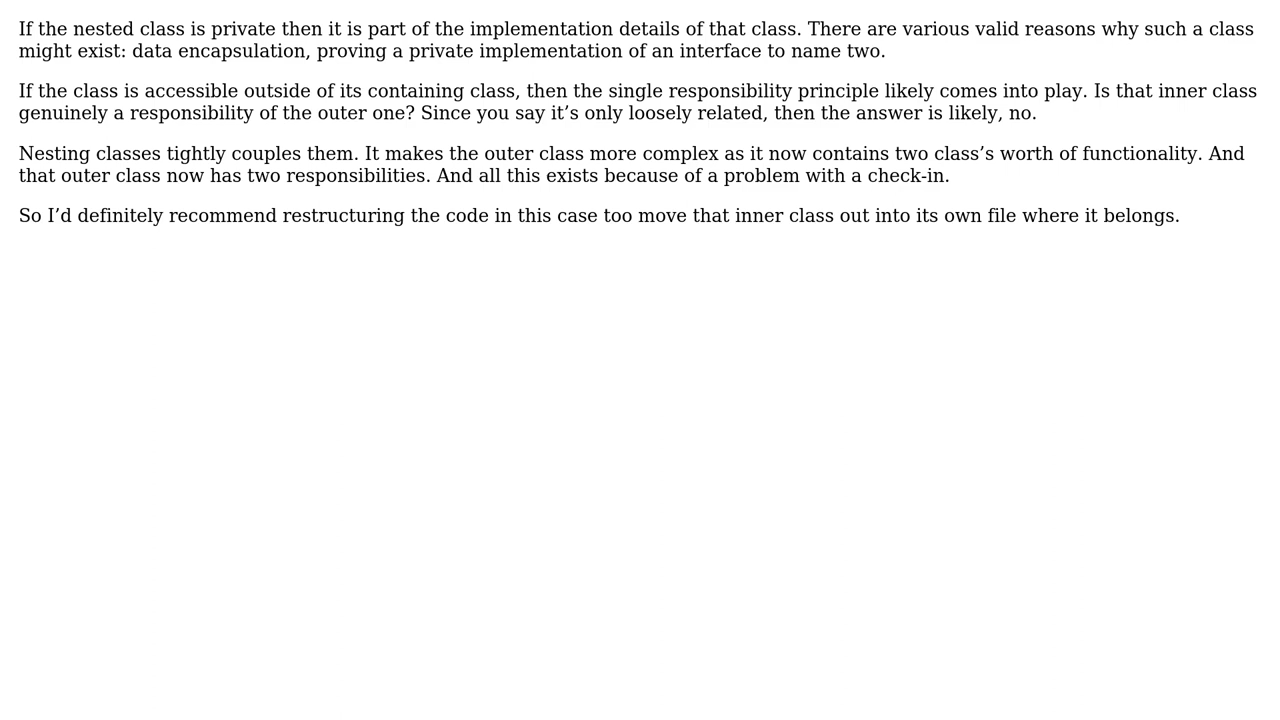 If the nested class is private then it is part of the implementation details of that class. There are various valid reasons why such a class
might exist: data encapsulation, proving a private implementation of an interface to name two.
If the class is accessible outside of its containing class, then the single responsibility principle likely comes into play. Is that inner class
genuinely a responsibility of the outer one? Since you say it’s only loosely related, then the answer is likely, no.
Nesting classes tightly couples them. It makes the outer class more complex as it now contains two class’s worth of functionality. And
that outer class now has two responsibilities. And all this exists because of a problem with a check-in.
So I’d definitely recommend restructuring the code in this case too move that inner class out into its own file where it belongs.